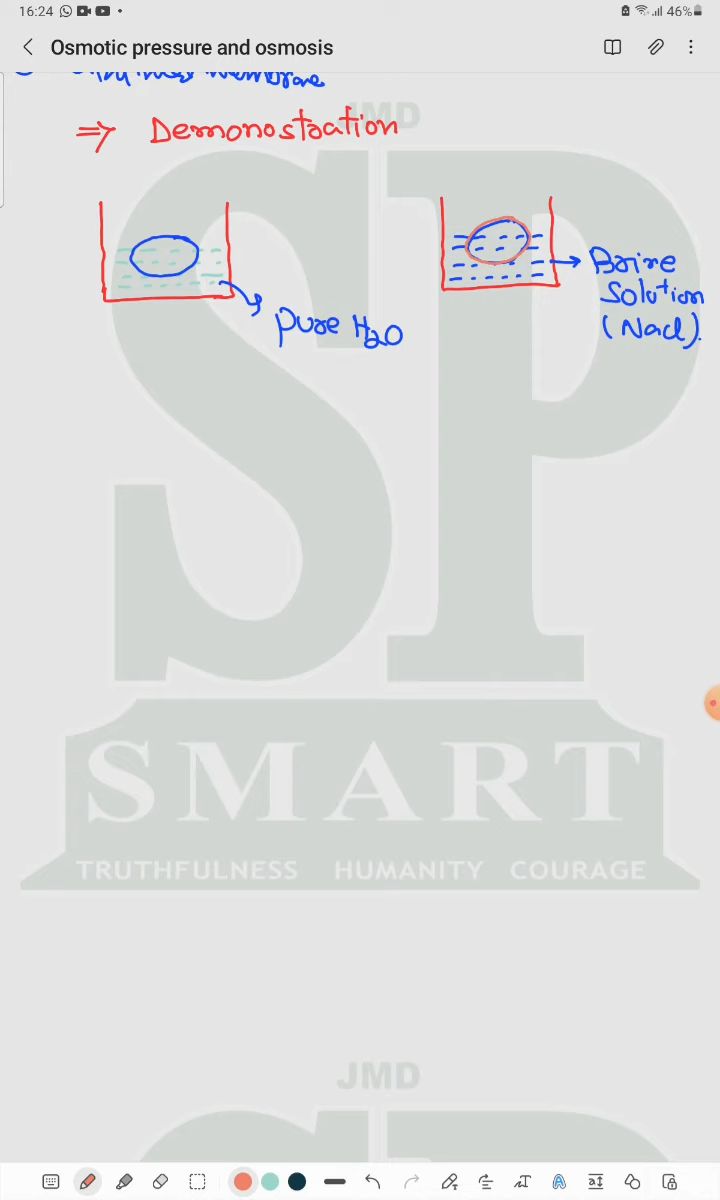 16:24
46%
Osmotic pressure and osmosis
JMD
⇒ Demonostration
Brine
Solution
(Nacl).
Pure H₂O
SP
SMART
TRUTHFULNESS HUMANITY COURAGE
JMD